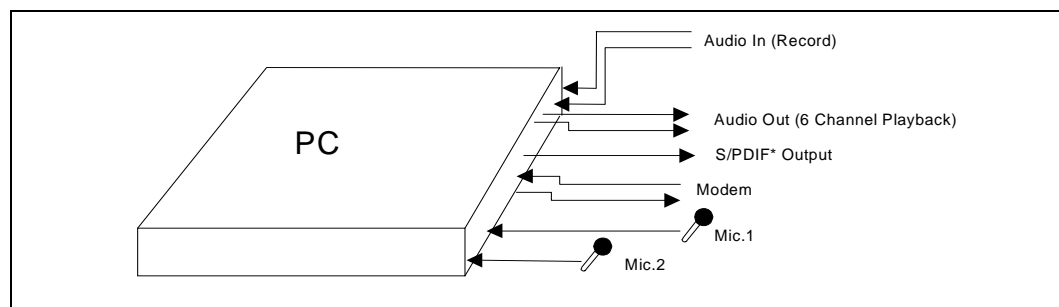 Audio In (Record)
PC
Audio Out (6 Channel Playback)
S/PDIF* Output
Modem
Mic.1
Mic.2